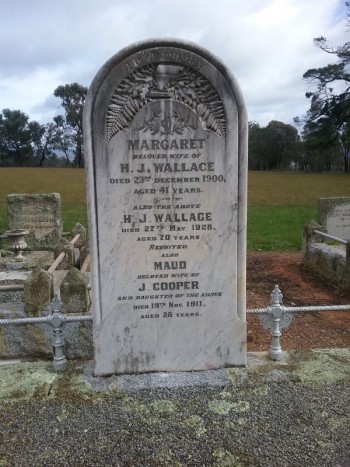 MARGARET
BELOVED WIFE OF
H. J. WALLACE
DIED 23RD DECEMBER 1900,
AGED 41 YEARS.
ALSO THE ABOVE
H. J. WALLACE
DIED 27TH MAY 1928,
AGED 70 YEARS.
REUNITED
ALSO
MAUD
BELOVED WIFE OF
J. COOPER
AND DAUGHTER OF THE ABOVE
DIED 19TH NOV. 1911,
AGED 28 YEARS.